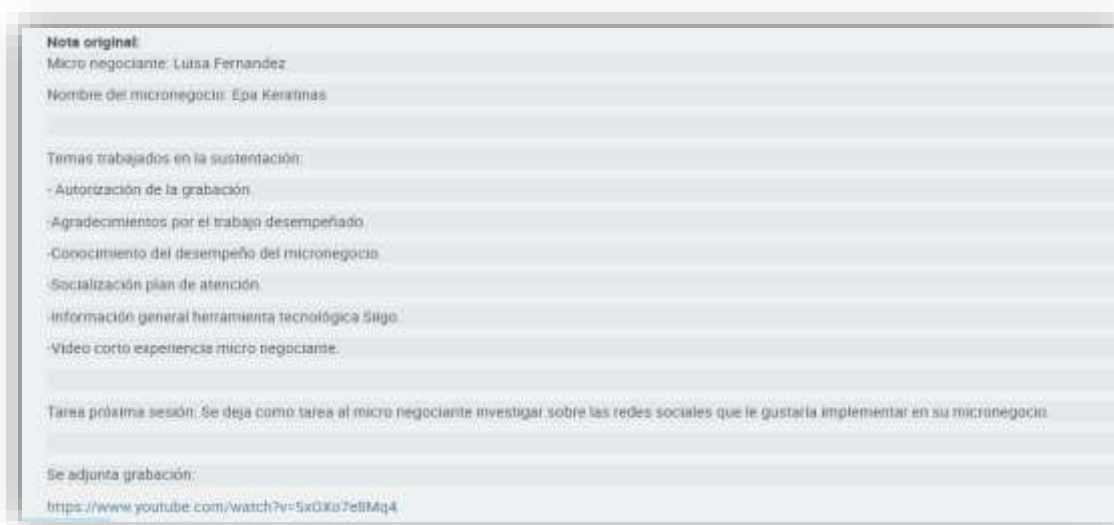 Nota original:
Micro negociante: Luisa Fernandez
Nombre del micronegocio: Epa Keratinas
Temas trabajados en la sustentación:
- Autorización de la grabación.
-Agradecimientos por el trabajo desempeñado.
-Conocimiento del desempeño del micronegocio.
-Socialización plan de atención.
-Información general herramienta tecnológica Siigo.
-Video corto experiencia micro negociante.
Tarea próxima sesión: Se deja como tarea al micro negociante investigar sobre las redes sociales que le gustaría implementar en su micronegocio.
Se adjunta grabación: